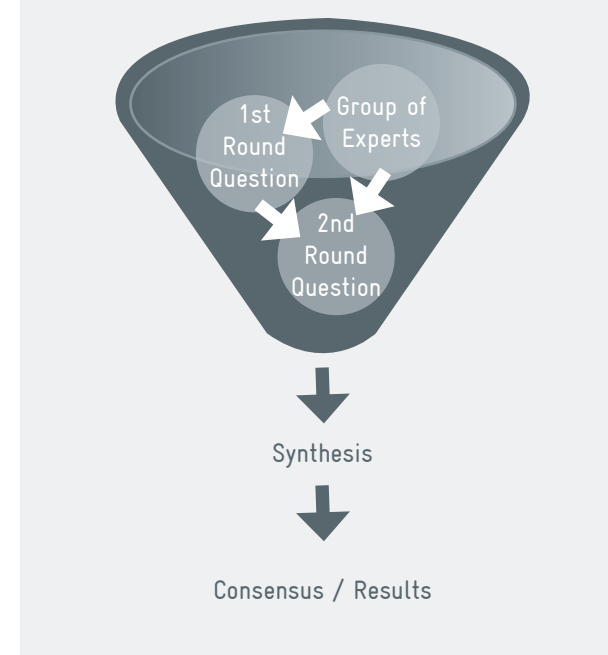 Group of
Experts
1st
Round
Question
2nd
Round
Question
Synthesis
Consensus / Results